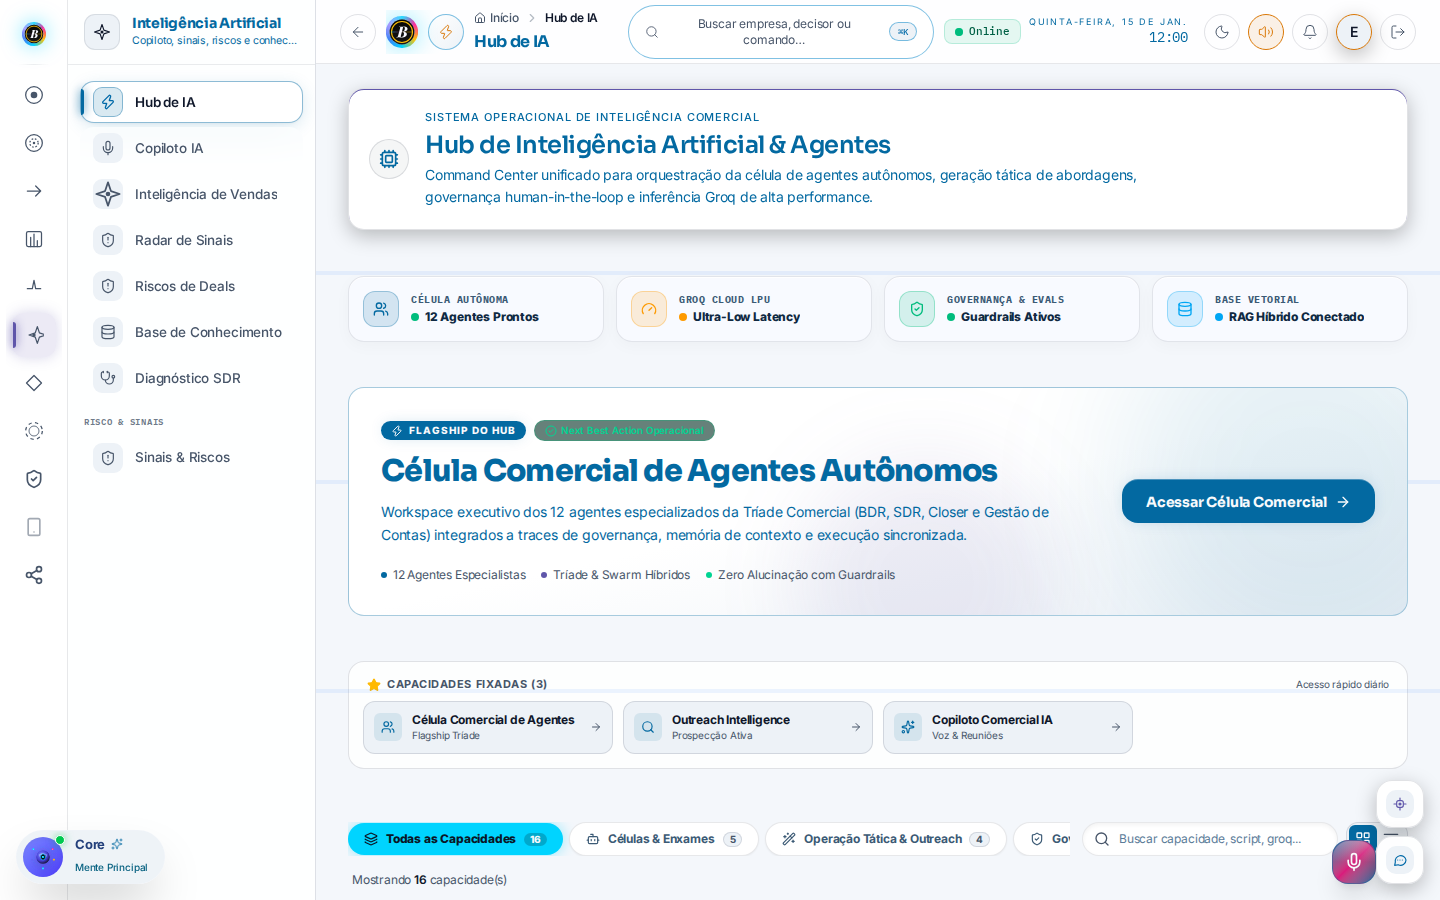 Inteligência Artificial
Copiloto, sinais, riscos e conhec...
Hub de IA
Copiloto IA
Inteligência de Vendas
Radar de Sinais
Riscos de Deals
Base de Conhecimento
Diagnóstico SDR
RISCO & SINAIS
Sinais & Riscos
Core
Mente Principal
Início
Hub de IA
Hub de IA
Buscar empresa, decisor ou
comando...
⌘K
Online
QUINTA-FEIRA, 15 DE JAN.
12:00
E
SISTEMA OPERACIONAL DE INTELIGÊNCIA COMERCIAL
Hub de Inteligência Artificial & Agentes
Command Center unificado para orquestração da célula de agentes autônomos, geração tática de abordagens,
governança human-in-the-loop e inferência Groq de alta performance.
CÉLULA AUTÔNOMA
12 Agentes Prontos
GROQ CLOUD LPU
Ultra-Low Latency
GOVERNANÇA & EVALS
Guardrails Ativos
BASE VETORIAL
RAG Híbrido Conectado
FLAGSHIP DO HUB
Next Best Action Operacional
Célula Comercial de Agentes Autônomos
Workspace executivo dos 12 agentes especializados da Tríade Comercial (BDR, SDR, Closer e Gestão de
Contas) integrados a traces de governança, memória de contexto e execução sincronizada.
12 Agentes Especialistas
Tríade & Swarm Híbridos
Zero Alucinação com Guardrails
Acessar Célula Comercial
CAPACIDADES FIXADAS (3)
Acesso rápido diário
Célula Comercial de Agentes
Flagship Tríade
Outreach Intelligence
Prospecção Ativa
Copiloto Comercial IA
Voz & Reuniões
Todas as Capacidades 16
Células & Enxames 5
Operação Tática & Outreach 4
Gov
Buscar capacidade, script, groq...
Mostrando 16 capacidade(s)